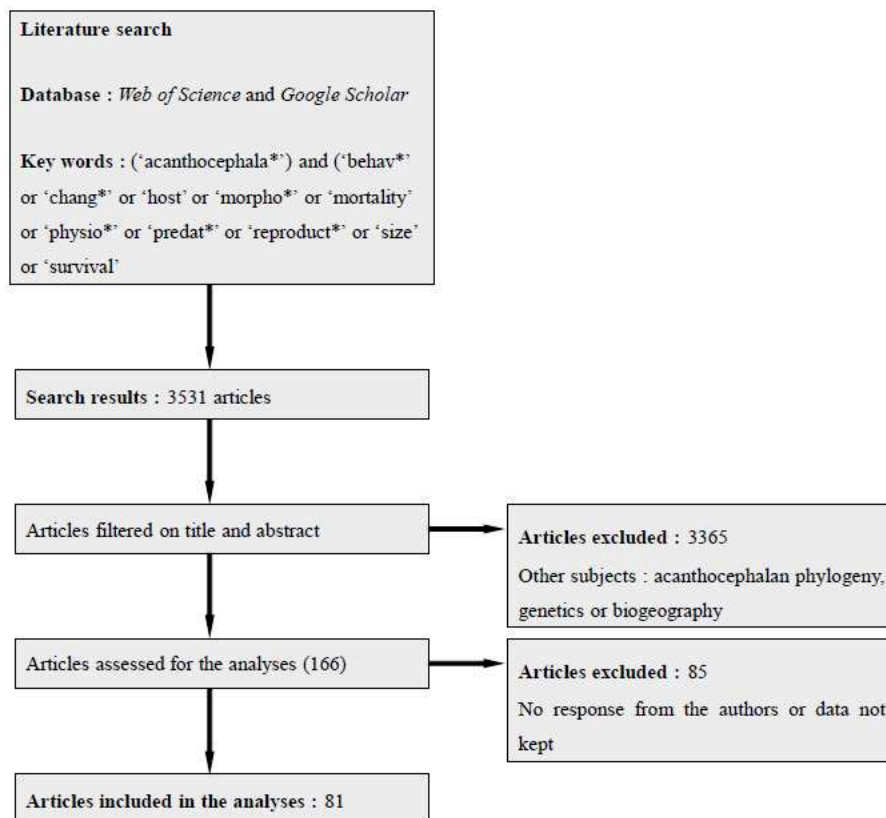 Literature search
Database : Web of Science and Google Scholar
Key words : (‘acanthocephala*’) and (‘behav*’
or ‘chang*’ or ‘host’ or ‘morpho*’ or ‘mortality’
or ‘physio*’ or ‘predat*’ or ‘reproduct*’ or ‘size’
or ‘survival’
Search results : 3531 articles
Articles filtered on title and abstract
Articles excluded : 3365
Other subjects : acanthocephalan phylogeny,
genetics or biogeography
Articles assessed for the analyses (166)
Articles excluded : 85
No response from the authors or data not
kept
Articles included in the analyses : 81